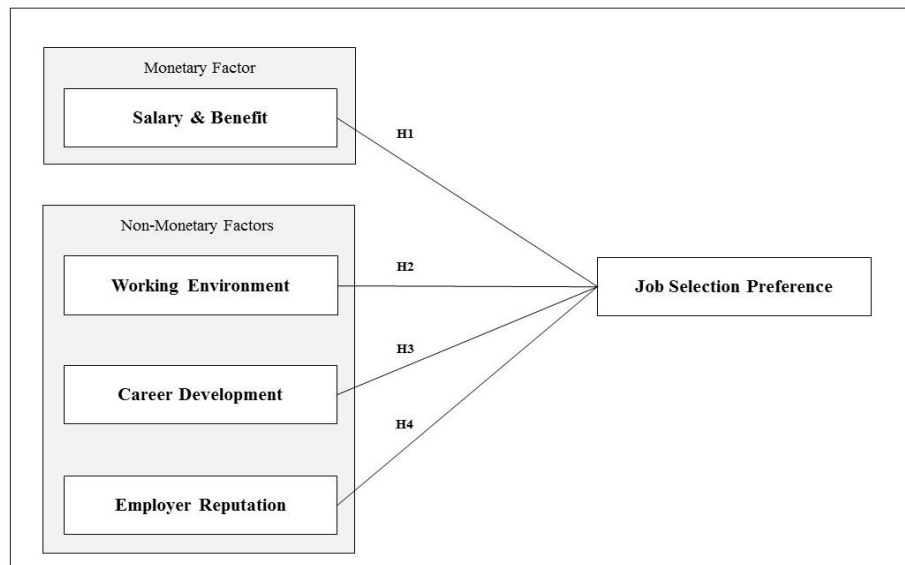 Monetary Factor
Salary & Benefit
H1
Non-Monetary Factors
Working Environment
H2
Job Selection Preference
H3
Career Development
H4
Employer Reputation